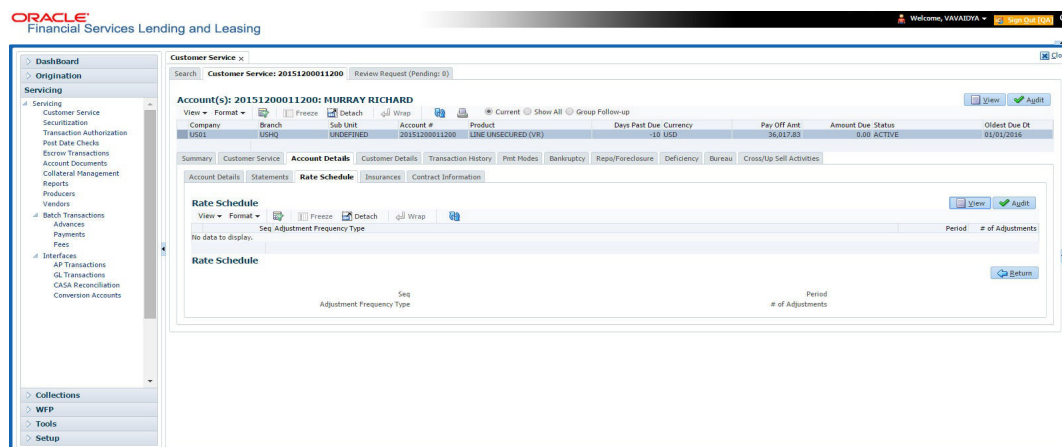 ORACLE
Financial Services Lending and Leasing
Welcome, VAVAIDYA
Sign Out [QA]
DashBoard
Origination
Servicing
Servicing
Customer Service
Securitization
Transaction Authorization
Post Date Checks
Escrow Transactions
Account Documents
Collateral Management
Reports
Producers
Vendors
Batch Transactions
Advances
Payments
Fees
Interfaces
AP Transactions
GL Transactions
CASA Reconciliation
Conversion Accounts
Collections
WFP
Tools
Setup
Customer Service x
Clo
Search Customer Service: 20151200011200 Review Request (Pending: 0)
Account(s): 20151200011200: MURRAY RICHARD
View Audit
View Format Freeze Detach Wrap Current Show All Group Follow-up
Company Branch Sub Unit Account # Product Days Past Due Currency Pay Off Amt Amount Due Status Oldest Due Dt
US01 USHQ UNDEFINED 20151200011200 LINE UNSECURED (VR) -10 USD 36,017.83 0.00 ACTIVE 01/01/2016
Summary Customer Service Account Details Customer Details Transaction History Pmt Modes Bankruptcy Repo/Foreclosure Deficiency Bureau Cross/Up Sell Activities
Account Details Statements Rate Schedule Insurances Contract Information
Rate Schedule
View Audit
View Format Freeze Detach Wrap
Seq Adjustment Frequency Type Period # of Adjustments
No data to display.
Rate Schedule
Return
Seq Period
Adjustment Frequency Type # of Adjustments